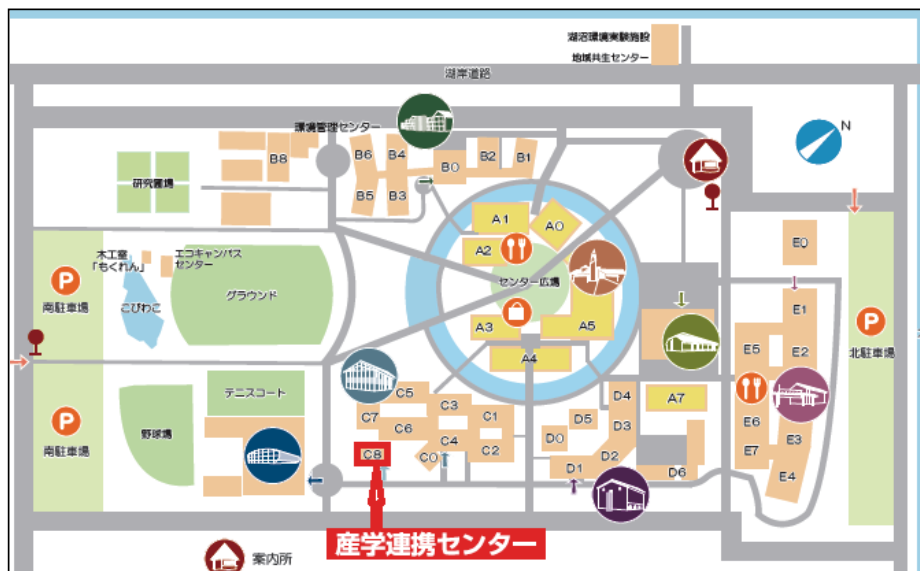 湖沼環境実験施設
地域共生センター
湖岸道路
環境管理センター
N
B8
B6
B4
B0
B2
B1
B5
B3
研究圃場
A1
A0
A2
E0
木工室
「もくれん」
エコキャンパス
センター
P
南駐車場
こびわこ
グラウンド
センター広場
E1
P
北駐車場
A3
A5
A4
E5
E2
テニスコート
C5
C3
C1
C7
C6
C4
C2
C8
C0
D4
D5
D3
D0
D2
D1
D6
A7
E6
E3
E7
E4
P
南駐車場
野球場
産学連携センター
案内所